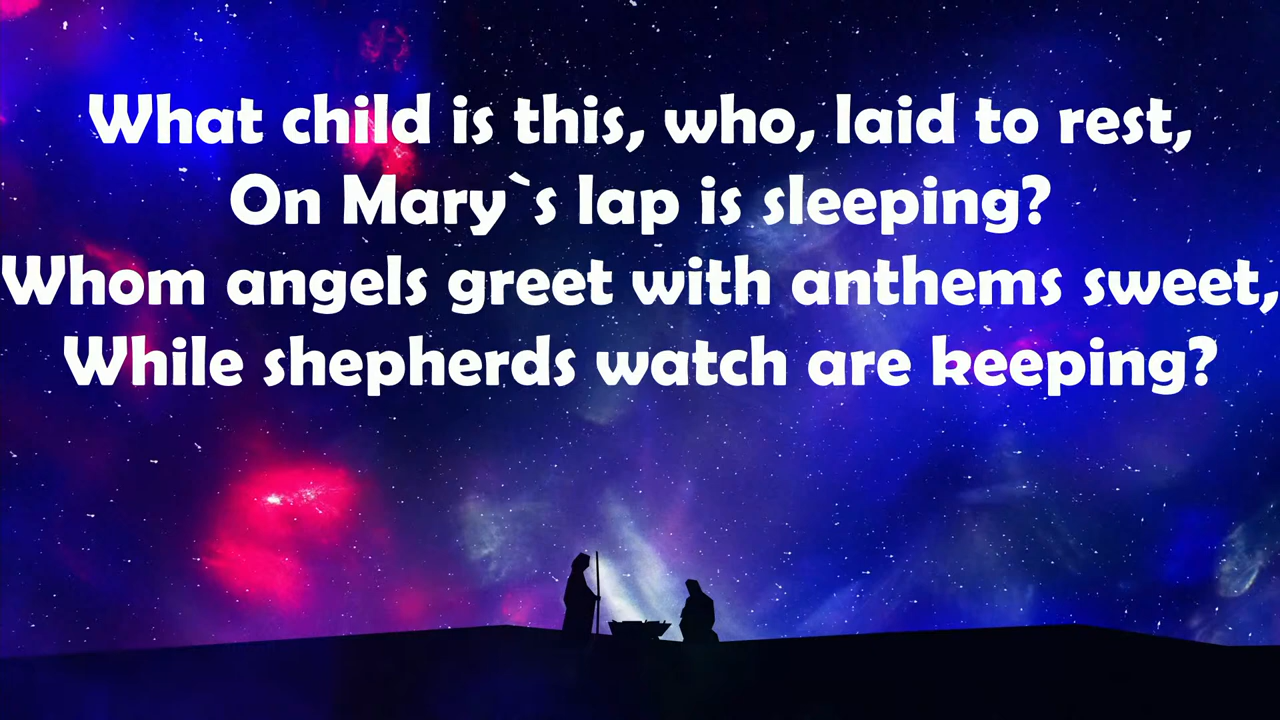 What child is this, who, laid to rest,
On Mary`s lap is sleeping?
Whom angels greet with anthems sweet,
While shepherds watch are keeping?